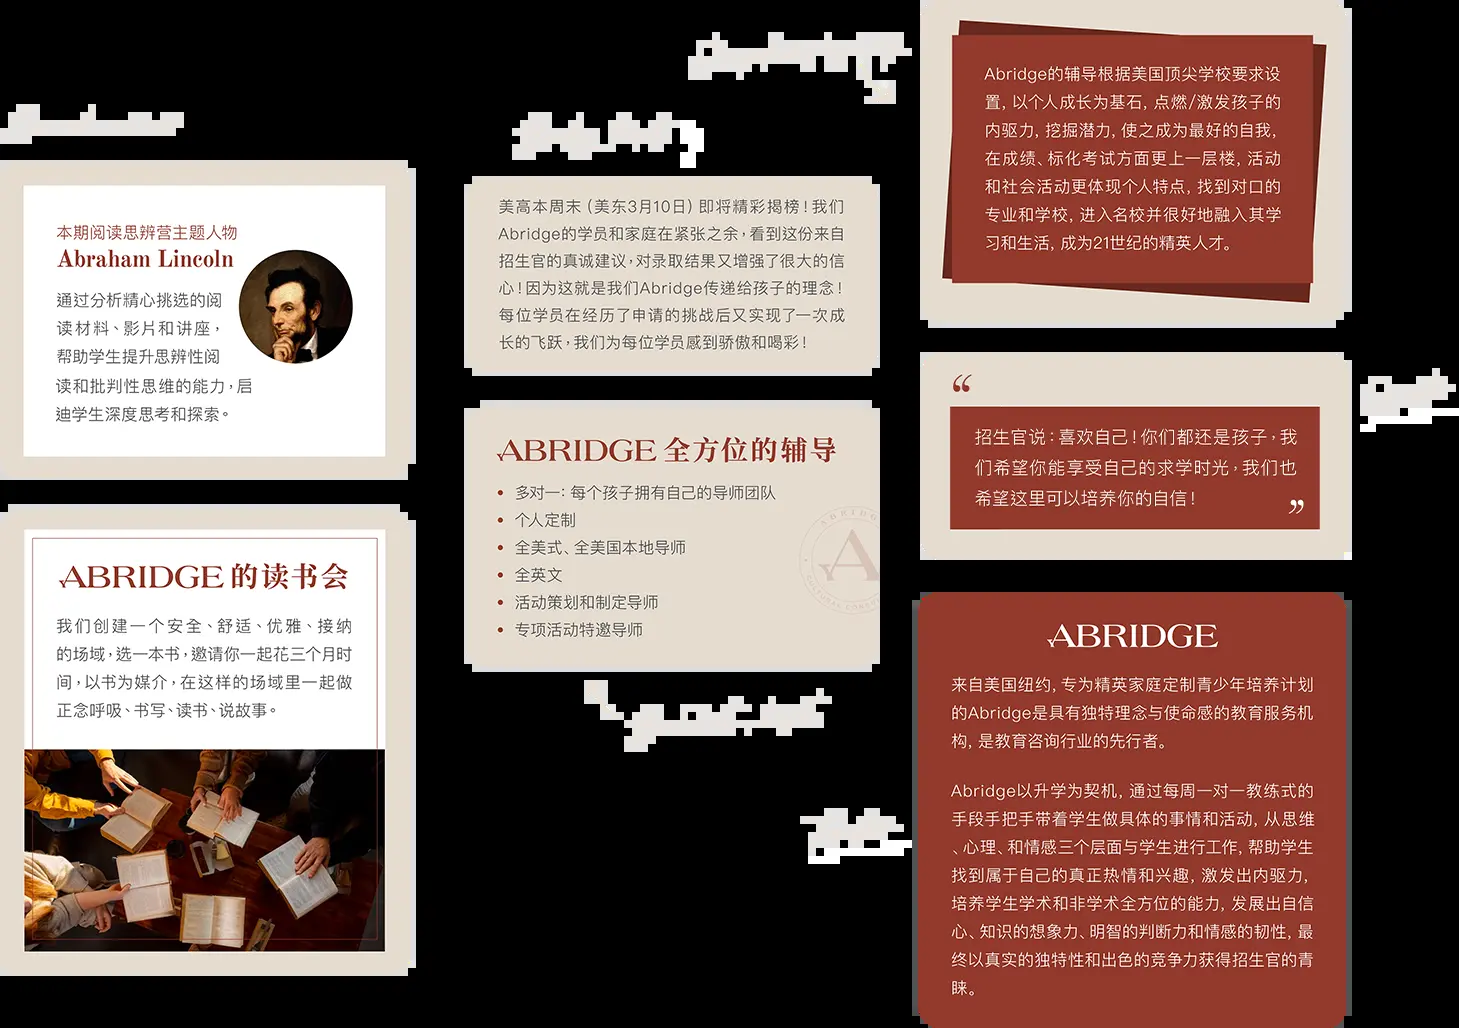 本期阅读思辨营主题人物
Abraham Lincoln
通过分析精心挑选的阅
读材料、影片和讲座，
帮助学生提升思辨性阅
读和批判性思维的能力，启
迪学生深度思考和探索。
ABRIDGE 的读书会
我们创建一个安全、舒适、优雅、接纳
的场域，选一本书，邀请你一起花三个月时
间，以书为媒介，在这样的场域里一起做
正念呼吸、书写、读书、说故事。
美高本周末（美东3月10日）即将精彩揭榜！我们
Abridge的学员和家庭在紧张之余，看到这份来自
招生官的真诚建议，对录取结果又增强了很大的信
心！因为这就是我们Abridge传递给孩子的理念！
每位学员在经历了申请的挑战后又实现了一次成
长的飞跃，我们为每位学员感到骄傲和喝彩！
ABRIDGE 全方位的辅导
• 多对一：每个孩子拥有自己的导师团队
• 个人定制
• 全美式、全美国本地导师
• 全英文
• 活动策划和制定导师
• 专项活动特邀导师
Abridge的辅导根据美国顶尖学校要求设
置，以个人成长为基石，点燃/激发孩子的
内驱力，挖掘潜力，使之成为最好的自我，
在成绩、标化考试方面更上一层楼，活动
和社会活动更体现个人特点，找到对口的
专业和学校，进入名校并很好地融入其学
习和生活，成为21世纪的精英人才。
“
招生官说：喜欢自己！你们都还是孩子，我
们希望你能享受自己的求学时光，我们也
希望这里可以培养你的自信！
”
ABRIDGE
来自美国纽约，专为精英家庭定制青少年培养计划
的Abridge是具有独特理念与使命感的教育服务机
构，是教育咨询行业的先行者。
Abridge以升学为契机，通过每周一对一教练式的
手段手把手带着学生做具体的事情和活动，从思维
、心理、和情感三个层面与学生进行工作，帮助学生
找到属于自己的真正热情和兴趣，激发出内驱力，
培养学生学术和非学术全方位的能力，发展出自信
心、知识的想象力、明智的判断力和情感的韧性，最
终以真实的独特性和出色的竞争力获得招生官的青
睐。